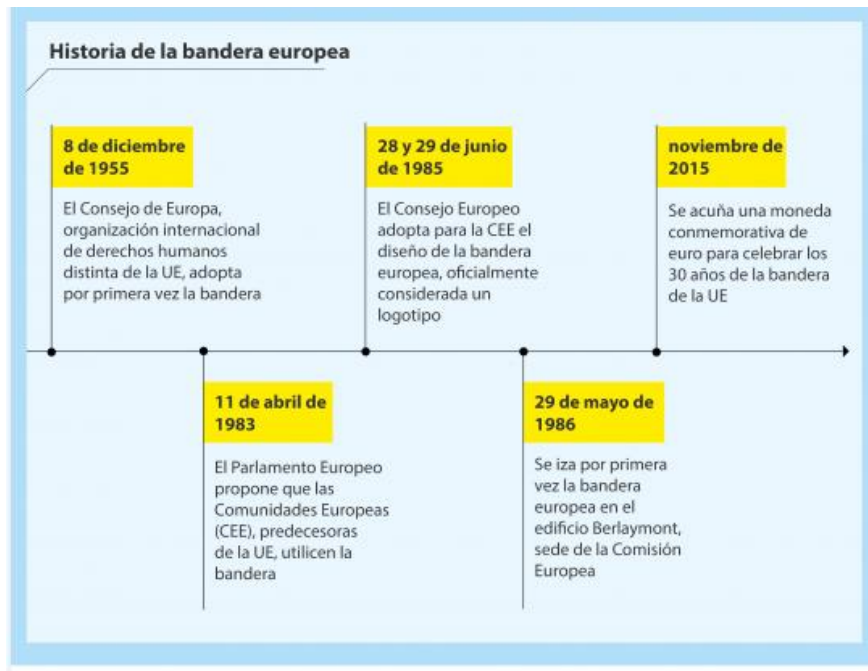 Historia de la bandera europea
8 de diciembre
de 1955
El Consejo de Europa,
organización internacional
de derechos humanos
distinta de la UE, adopta
por primera vez la bandera
28 y 29 de junio
de 1985
El Consejo Europeo
adopta para la CEE el
diseño de la bandera
europea, oficialmente
considerada un
logotipo
noviembre de
2015
Se acuña una moneda
conmemorativa de
euro para celebrar los
30 años de la bandera
de la UE
11 de abril de
1983
El Parlamento Europeo
propone que las
Comunidades Europeas
(CEE), predecesoras
de la UE, utilicen la
bandera
29 de mayo de
1986
Se iza por primera
vez la bandera
europea en el
edificio Berlaymont,
sede de la Comisión
Europea